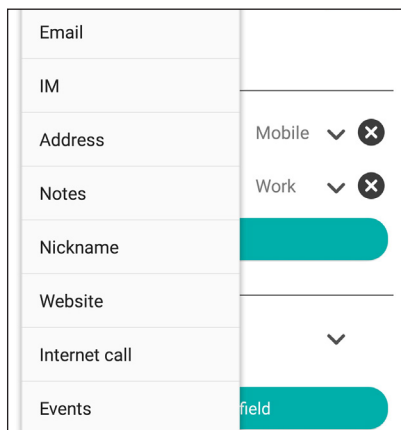 Email
IM
Address
Mobile
Notes
Work
Nickname
Website
Internet call
Events
field